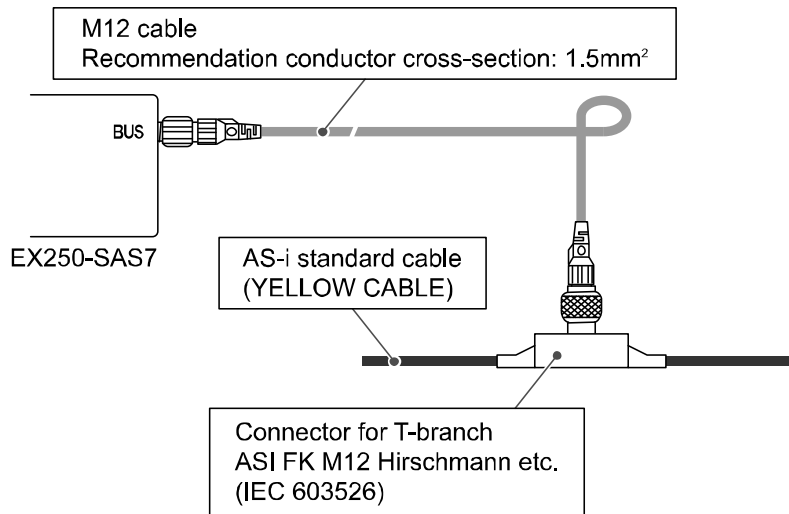 M12 cable
Recommendation conductor cross-section: 1.5mm²
BUS
EX250-SAS7
AS-i standard cable
(YELLOW CABLE)
Connector for T-branch
ASI FK M12 Hirschmann etc.
(IEC 603526)